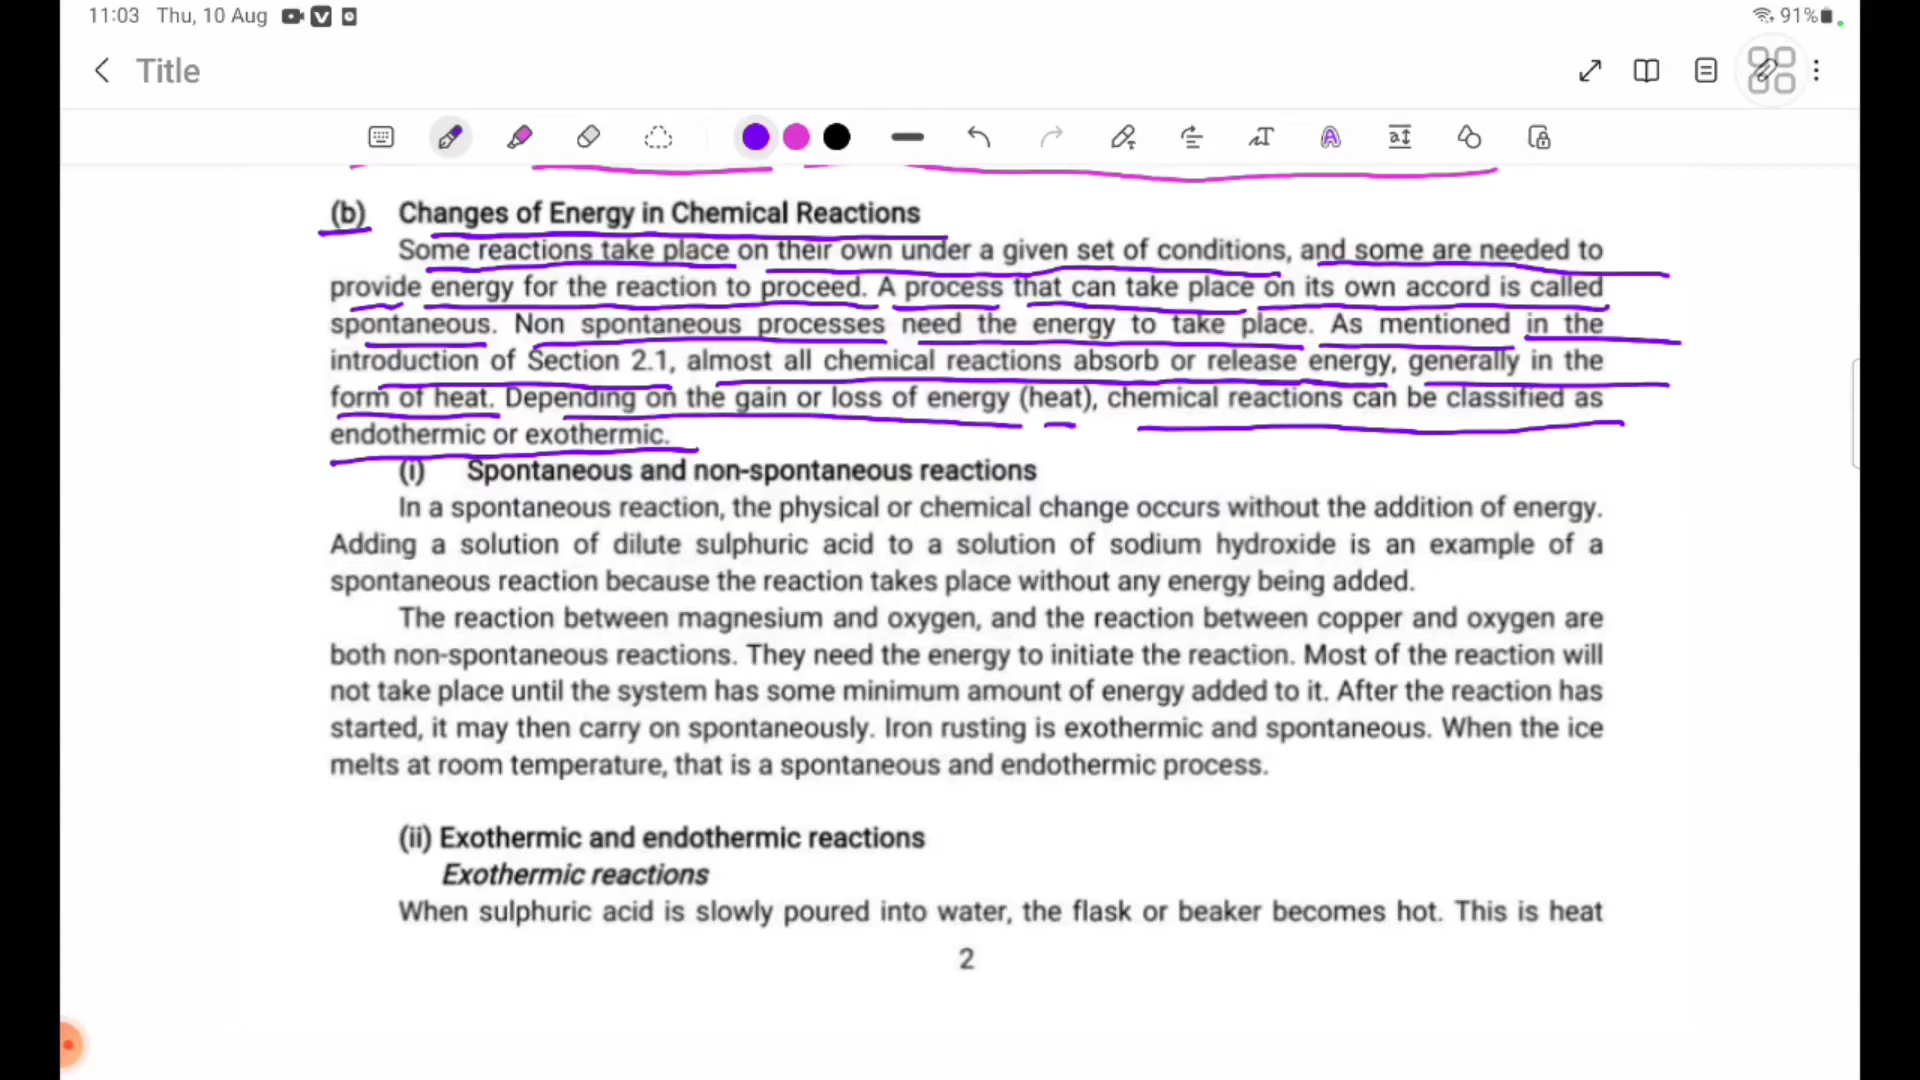 11:03 Thu, 10 Aug
91%
Title
(b) Changes of Energy in Chemical Reactions
Some reactions take place on their own under a given set of conditions, and some are needed to
provide energy for the reaction to proceed. A process that can take place on its own accord is called
spontaneous. Non spontaneous processes need the energy to take place. As mentioned in the
introduction of Section 2.1, almost all chemical reactions absorb or release energy, generally in the
form of heat. Depending on the gain or loss of energy (heat), chemical reactions can be classified as
endothermic or exothermic.
(i) Spontaneous and non-spontaneous reactions
In a spontaneous reaction, the physical or chemical change occurs without the addition of energy.
Adding a solution of dilute sulphuric acid to a solution of sodium hydroxide is an example of a
spontaneous reaction because the reaction takes place without any energy being added.
The reaction between magnesium and oxygen, and the reaction between copper and oxygen are
both non-spontaneous reactions. They need the energy to initiate the reaction. Most of the reaction will
not take place until the system has some minimum amount of energy added to it. After the reaction has
started, it may then carry on spontaneously. Iron rusting is exothermic and spontaneous. When the ice
melts at room temperature, that is a spontaneous and endothermic process.
(ii) Exothermic and endothermic reactions
Exothermic reactions
When sulphuric acid is slowly poured into water, the flask or beaker becomes hot. This is heat
2